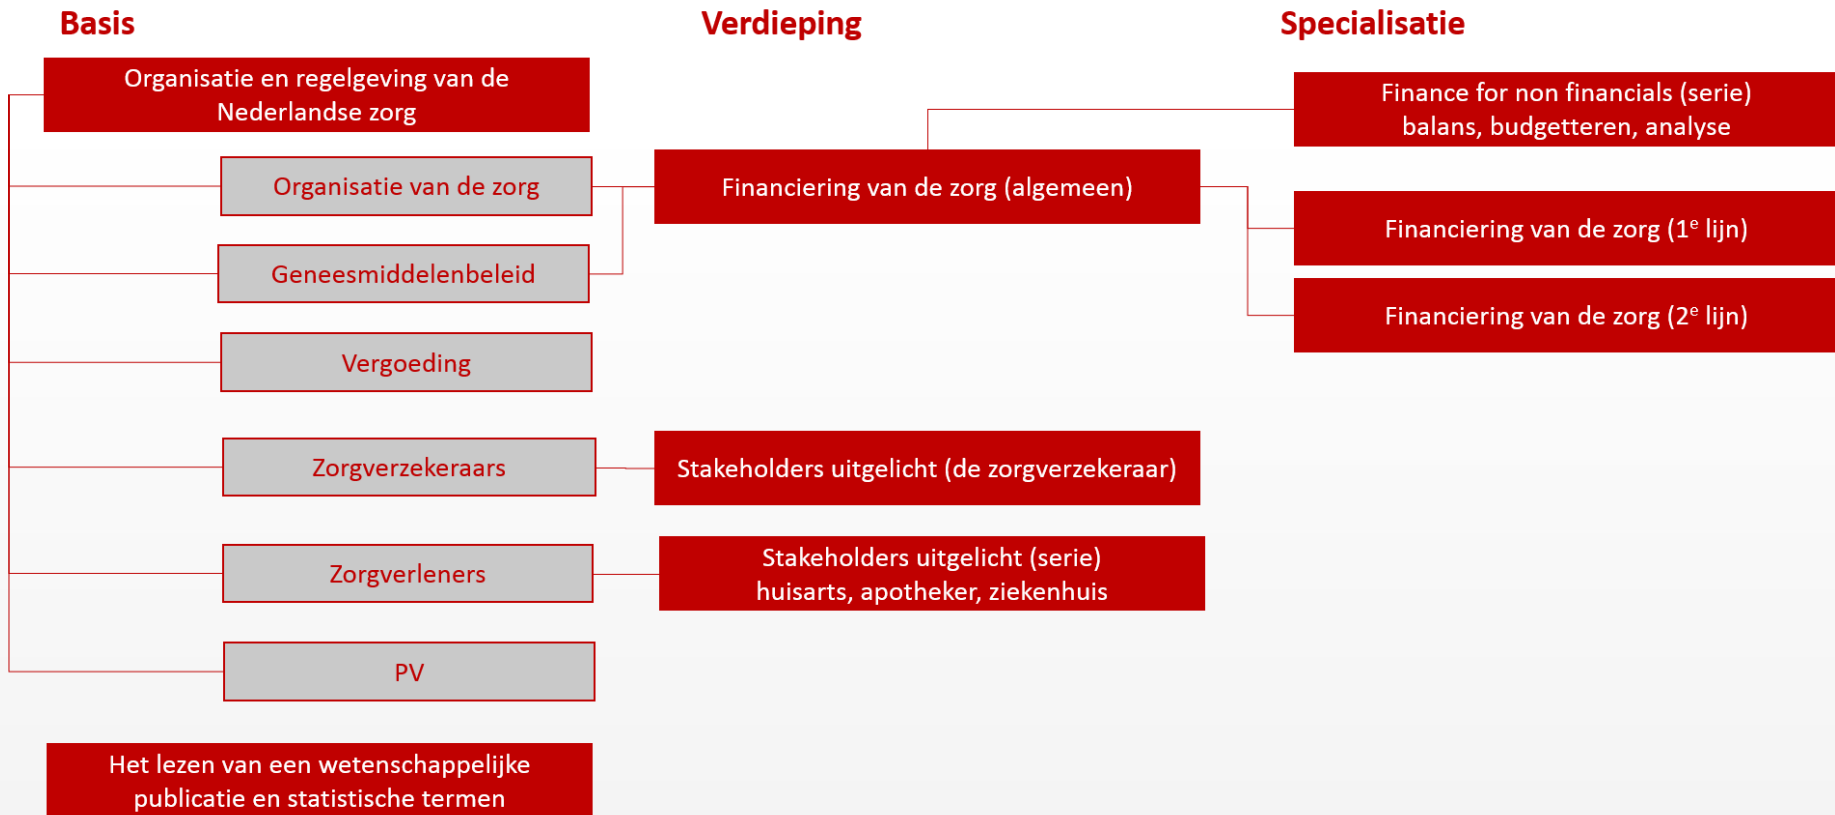 Basis
Verdieping
Specialisatie
Organisatie en regelgeving van de
Nederlandse zorg
Organisatie van de zorg
Geneesmiddelenbeleid
Vergoeding
Zorgverzekeraars
Zorgverleners
PV
Het lezen van een wetenschappelijke
publicatie en statistische termen
Financiering van de zorg (algemeen)
Stakeholders uitgelicht (de zorgverzekeraar)
Stakeholders uitgelicht (serie)
huisarts, apotheker, ziekenhuis
Finance for non financials (serie)
balans, budgetteren, analyse
Financiering van de zorg (1e lijn)
Financiering van de zorg (2e lijn)